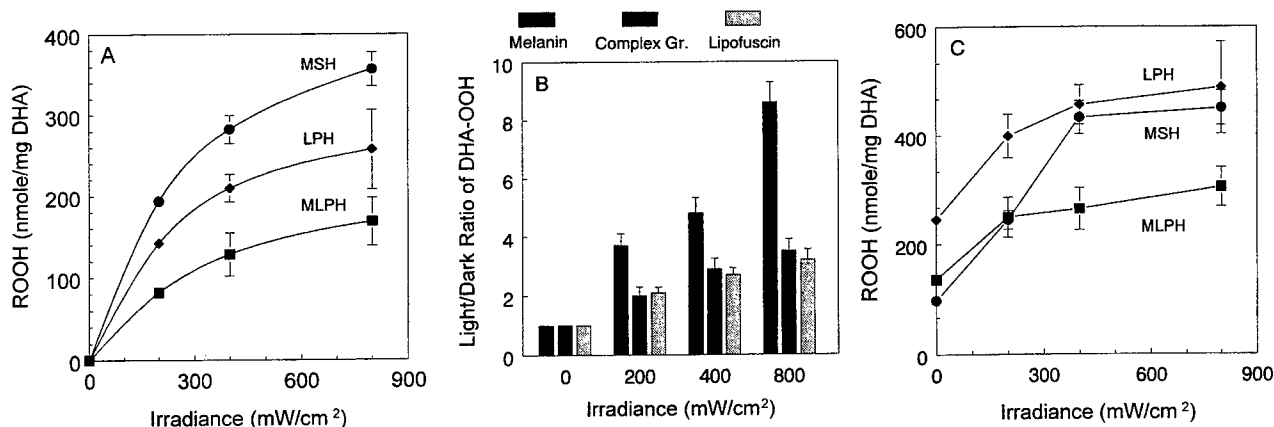 A
ROOH (nmole/mg DHA)
400
300
200
100
0
MSH
LPH
MLPH
0 300 600 900
Irradiance (mW/cm²)
Melanin Complex Gr. Lipofuscin
B
Light/Dark Ratio of DHA-OOH
10
8
6
4
2
0
0 200 400 800
Irradiance (mW/cm²)
C
ROOH (nmole/mg DHA)
600
400
200
0
LPH
MSH
MLPH
0 300 600 900
Irradiance (mW/cm²)